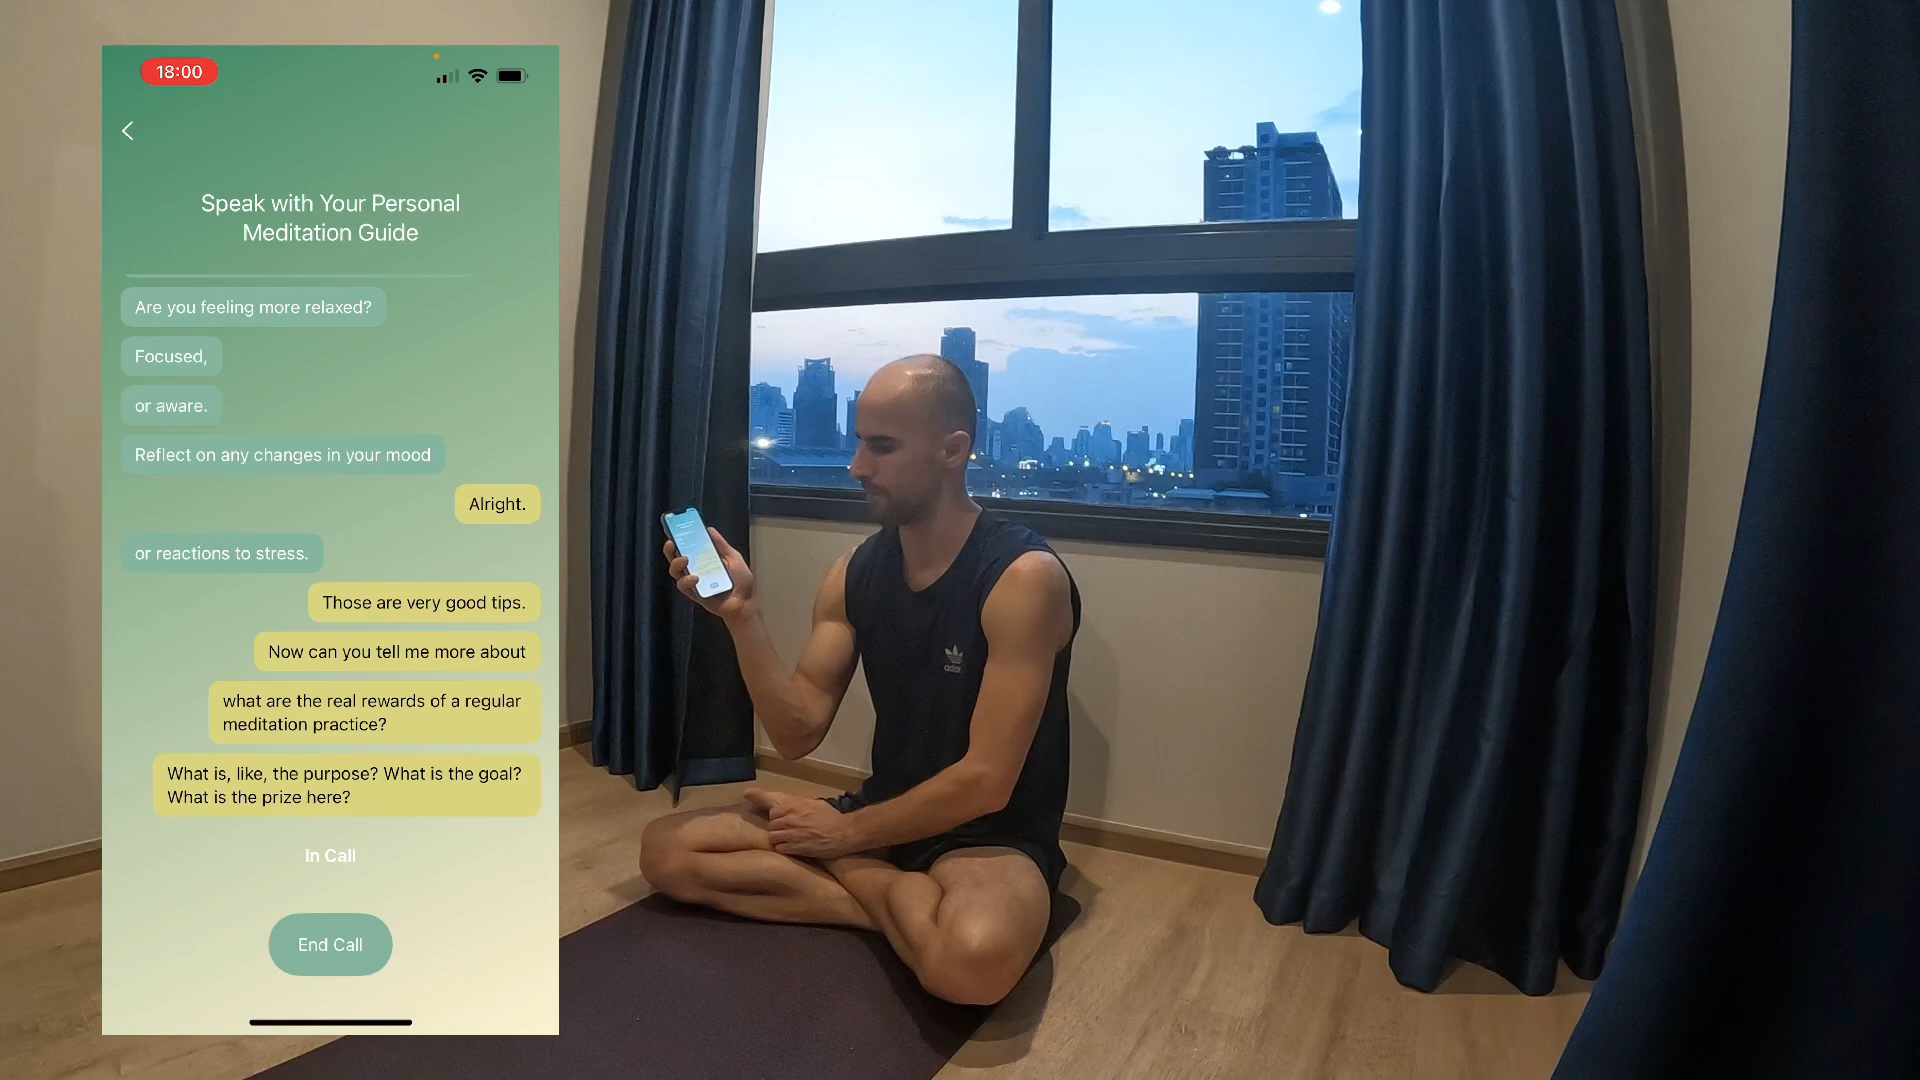 18:00
Speak with Your Personal
Meditation Guide
Are you feeling more relaxed?
Focused,
or aware.
Reflect on any changes in your mood
Alright.
or reactions to stress.
Those are very good tips.
Now can you tell me more about
what are the real rewards of a regular
meditation practice?
What is, like, the purpose? What is the goal?
What is the prize here?
In Call
End Call
adidas